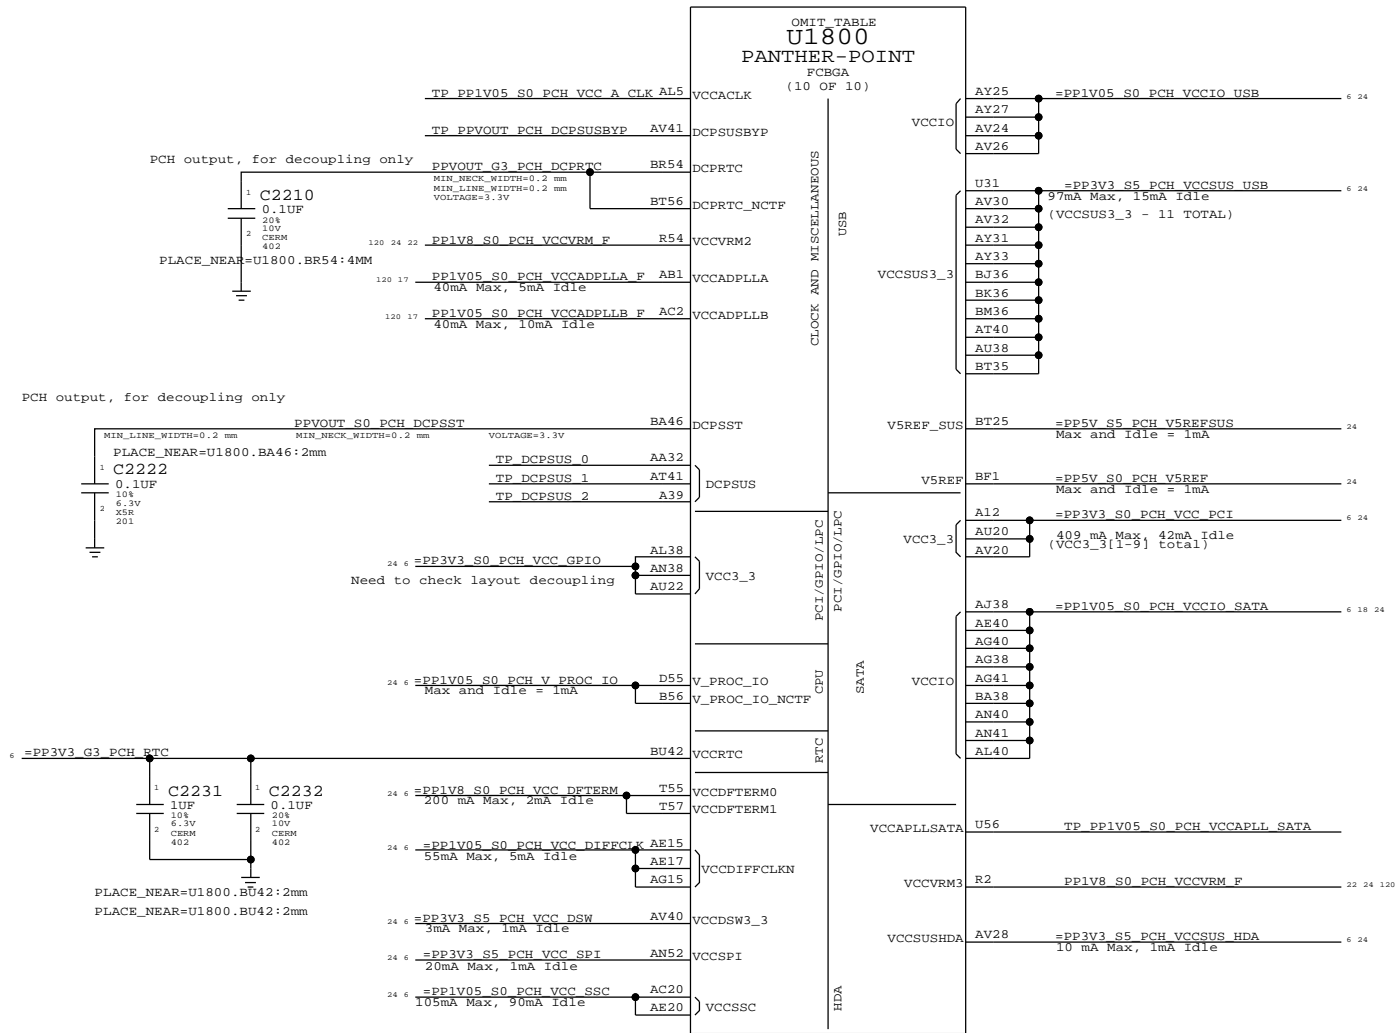 OMIT_TABLE
U1800
PANTHER-POINT
FCBGA
(10 OF 10)
TP_PP1V05_S0_PCH_VCC_A_CLK AL5 VCCACLK
TP_PPVOUT_PCH_DCPSUSBYP AV41 DCPSUSBYP
PCH output, for decoupling only
PPVOUT_G3_PCH_DCPRTC BR54 DCPRTC
MIN_NECK_WIDTH=0.2 mm
MIN_LINE_WIDTH=0.2 mm
VOLTAGE=3.3V
BT56 DCPRTC_NCTF
1 C2210
0.1UF
20%
10V
2 CERM
402
PLACE_NEAR=U1800.BR54:4MM
120 24 22 PP1V8_S0_PCH_VCCVRM_F R54 VCCVRM2
120 17 PP1V05_S0_PCH_VCCADPLLA_F AB1 VCCADPLLA
40mA Max, 5mA Idle
120 17 PP1V05_S0_PCH_VCCADPLLB_F AC2 VCCADPLLB
40mA Max, 10mA Idle
PCH output, for decoupling only
PPVOUT_S0_PCH_DCPSST BA46 DCPSST
MIN_LINE_WIDTH=0.2 mm MIN_NECK_WIDTH=0.2 mm VOLTAGE=3.3V
PLACE_NEAR=U1800.BA46:2mm
1 C2222
0.1UF
10%
6.3V
2 X5R
201
TP_DCPSUS_0 AA32
TP_DCPSUS_1 AT41 DCPSUS
TP_DCPSUS_2 A39
AL38
24 6 =PP3V3_S0_PCH_VCC_GPIO
AN38 VCC3_3
Need to check layout decoupling
AU22
24 6 =PP1V05_S0_PCH_V_PROC_IO D55 V_PROC_IO
Max and Idle = 1mA
B56 V_PROC_IO_NCTF
6 =PP3V3_G3_PCH_RTC BU42 VCCRTC
1 C2231
1UF
10%
6.3V
2 CERM
402
1 C2232
0.1UF
20%
10V
2 CERM
402
PLACE_NEAR=U1800.BU42:2mm
PLACE_NEAR=U1800.BU42:2mm
24 6 =PP1V8_S0_PCH_VCC_DFTERM T55 VCCDFTERM0
200 mA Max, 2mA Idle
T57 VCCDFTERM1
24 6 =PP1V05_S0_PCH_VCC_DIFFCLK AE15
55mA Max, 5mA Idle
AE17 VCCDIFFCLKN
AG15
24 6 =PP3V3_S5_PCH_VCC_DSW AV40 VCCDSW3_3
3mA Max, 1mA Idle
24 6 =PP3V3_S5_PCH_VCC_SPI AN52 VCCSPI
20mA Max, 1mA Idle
24 6 =PP1V05_S0_PCH_VCC_SSC AC20
105mA Max, 90mA Idle
AE20 VCCSSC
CLOCK AND MISCELLANEOUS
PCI/GPIO/LPC
CPU
RTC
USB
PCI/GPIO/LPC
SATA
HDA
VCCIO AY25 =PP1V05_S0_PCH_VCCIO_USB 6 24
AY27
AV24
AV26
U31 =PP3V3_S5_PCH_VCCSUS_USB 6 24
97mA Max, 15mA Idle
AV30
(VCCSUS3_3 - 11 TOTAL)
AV32
AY31
AY33
VCCSUS3_3
BJ36
BK36
BM36
AT40
AU38
BT35
V5REF_SUS BT25 =PP5V_S5_PCH_V5REFSUS 24
Max and Idle = 1mA
V5REF BF1 =PP5V_S0_PCH_V5REF 24
Max and Idle = 1mA
A12 =PP3V3_S0_PCH_VCC_PCI 6 24
VCC3_3 AU20 409 mA Max, 42mA Idle
(VCC3_3[1-9] total)
AV20
AJ38 =PP1V05_S0_PCH_VCCIO_SATA 6 18 24
AE40
AG40
AG38
VCCIO AG41
BA38
AN40
AN41
AL40
VCCAPLLSATA U56 TP_PP1V05_S0_PCH_VCCAPLL_SATA
VCCVRM3 R2 PP1V8_S0_PCH_VCCVRM_F 22 24 120
VCCSUSHDA AV28 =PP3V3_S5_PCH_VCCSUS_HDA 6 24
10 mA Max, 1mA Idle